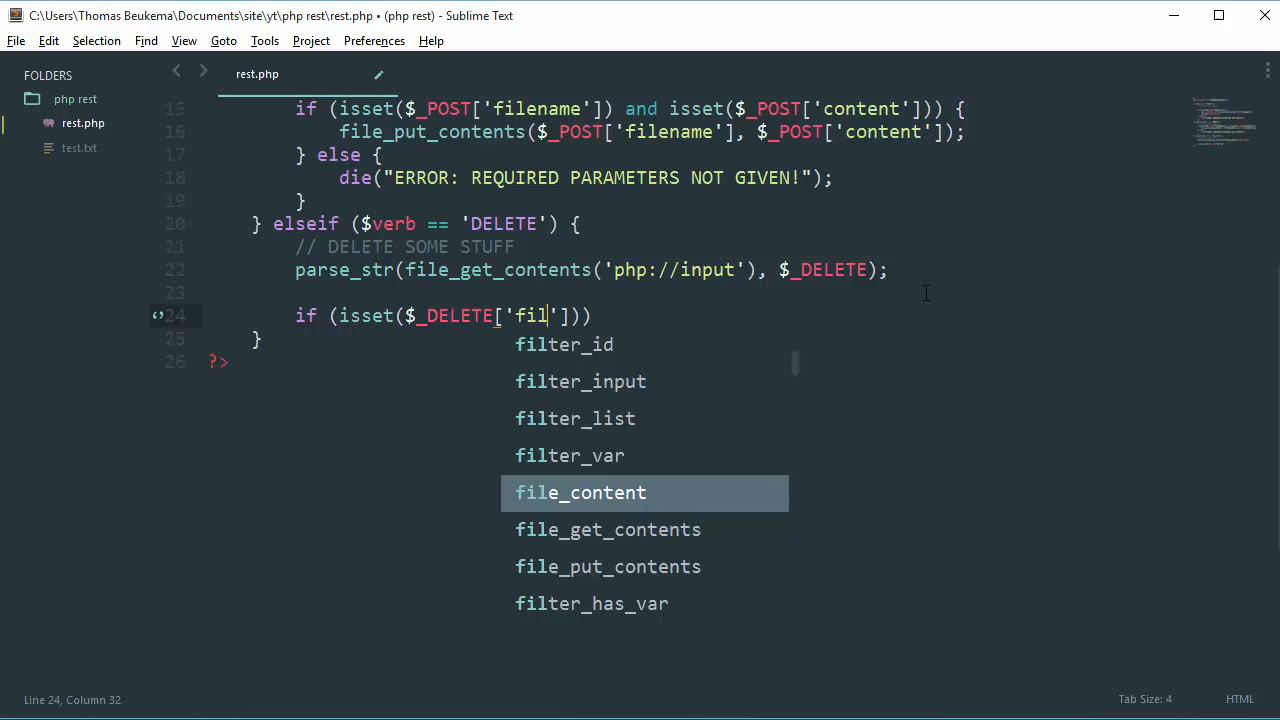 C:\Users\Thomas Beukema\Documents\site\yt\php rest\rest.php • (php rest) - Sublime Text
File Edit Selection Find View Goto Tools Project Preferences Help
FOLDERS
php rest
rest.php
test.txt
rest.php
15 if (isset($_POST['filename']) and isset($_POST['content'])) {
16 file_put_contents($_POST['filename'], $_POST['content']);
17 } else {
18 die("ERROR: REQUIRED PARAMETERS NOT GIVEN!");
19 }
20 } elseif ($verb == 'DELETE') {
21 // DELETE SOME STUFF
22 parse_str(file_get_contents('php://input'), $_DELETE);
23
24 if (isset($_DELETE['fil']))
25 }
26 ?>
filter_id
filter_input
filter_list
filter_var
file_content
file_get_contents
file_put_contents
filter_has_var
Line 24, Column 32
Tab Size: 4
HTML